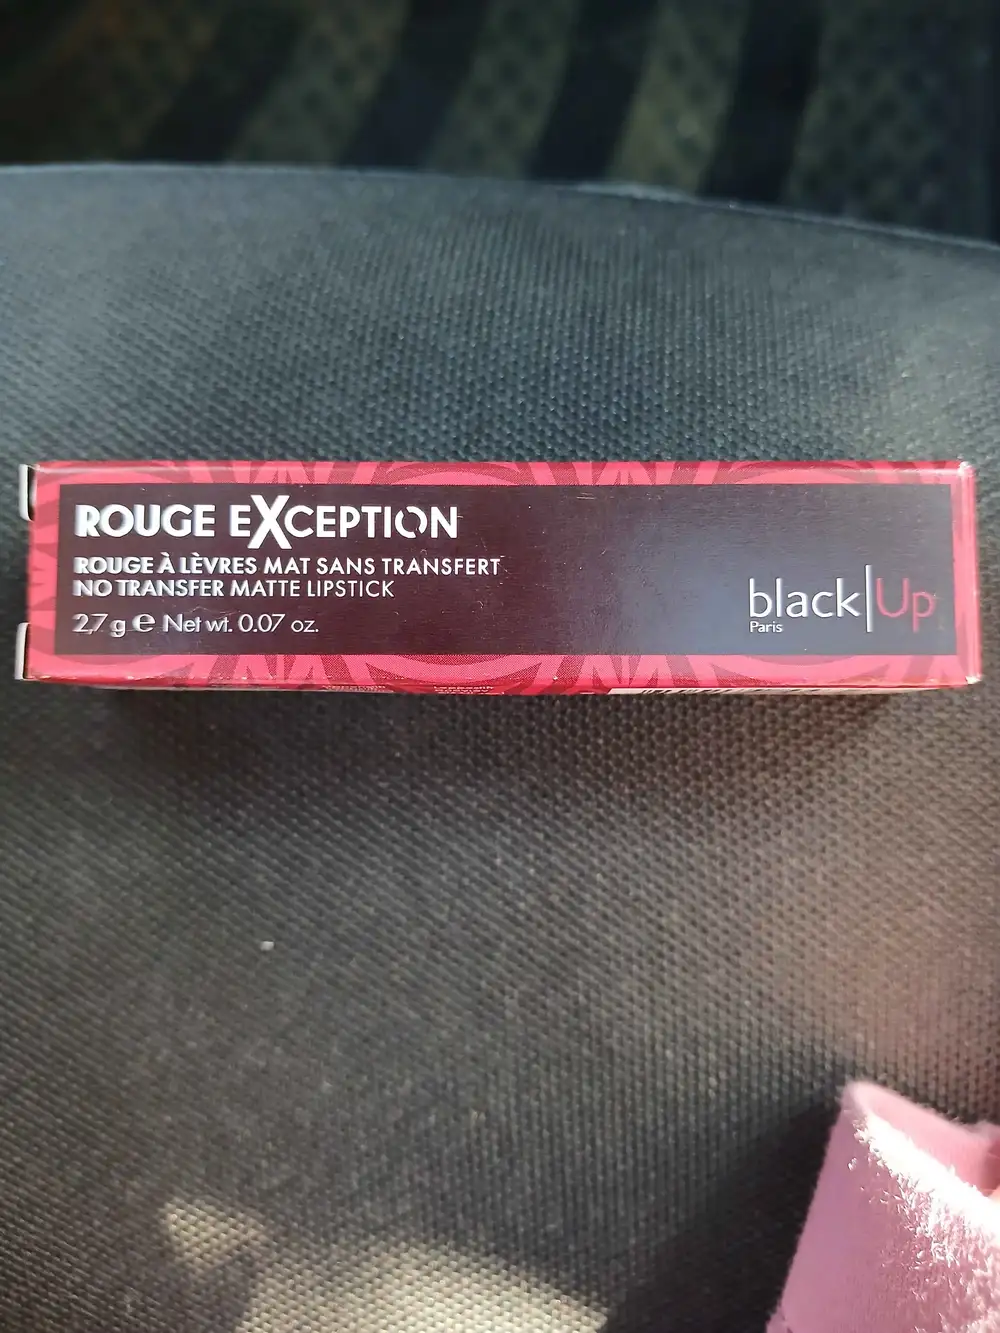 ROUGE EXCEPTION
ROUGE À LÈVRES MAT SANS TRANSFERT
NO TRANSFER MATTE LIPSTICK
2,7 g ℮ Net wt. 0.07 oz.
black|Up
Paris